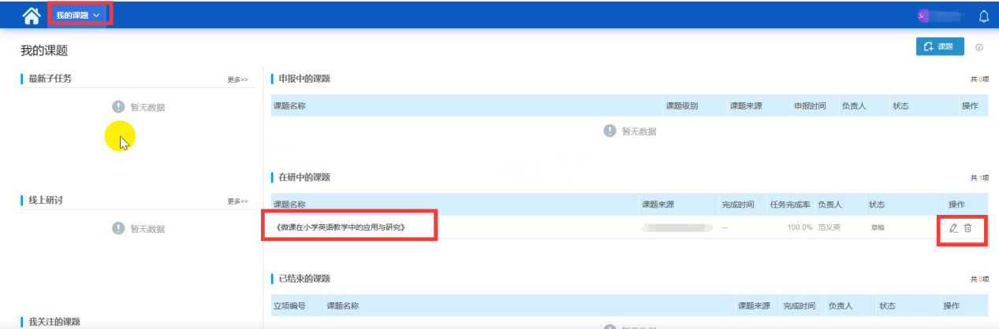 我的课题
我的课题
课题
最新子任务 更多>>
暂无数据
线上研讨 更多>>
暂无数据
我关注的课题
申报中的课题 共0项
课题名称 课题级别 课题来源 申报时间 负责人 状态 操作
暂无数据
在研中的课题 共1项
课题名称 课题来源 完成时间 任务完成率 负责人 状态 操作
《微课在小学英语教学中的应用与研究》 -- 100.0% 范义英 草稿
已结束的课题 共0项
立项编号 课题名称 课题来源 完成时间 负责人 状态 操作